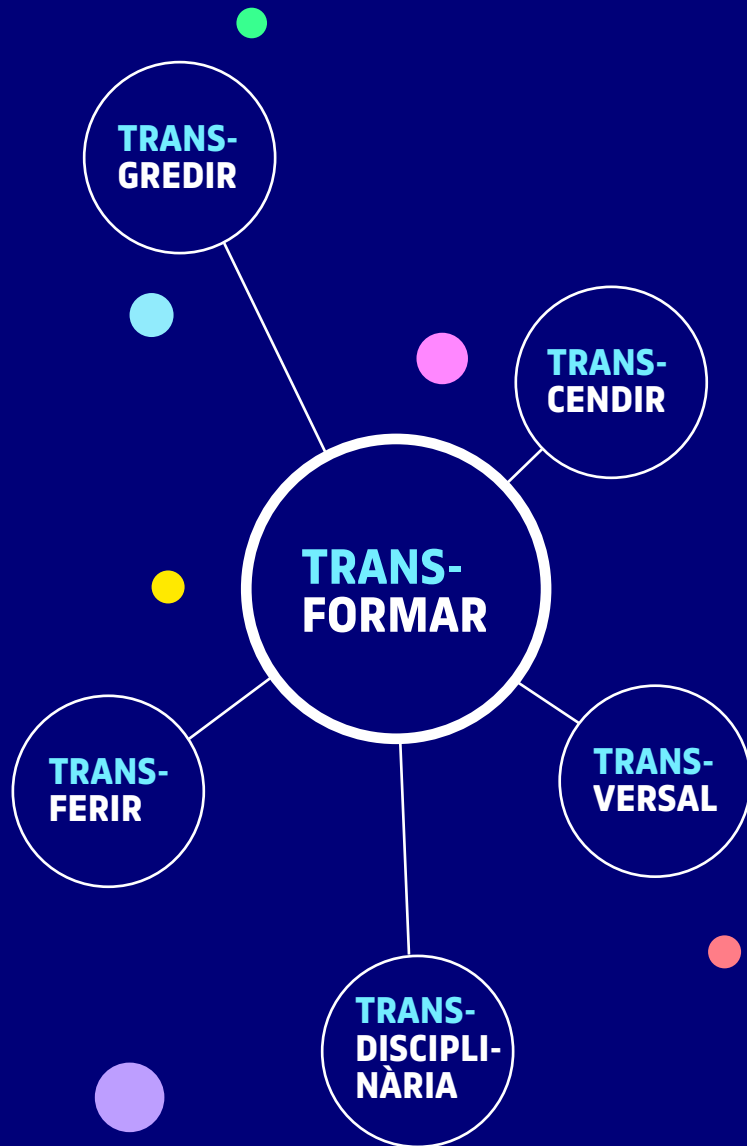 TRANS-
GREDIR
TRANS-
CENDIR
TRANS-
FORMAR
TRANS-
FERIR
TRANS-
VERSAL
TRANS-
DISCIPLI-
NÀRIA